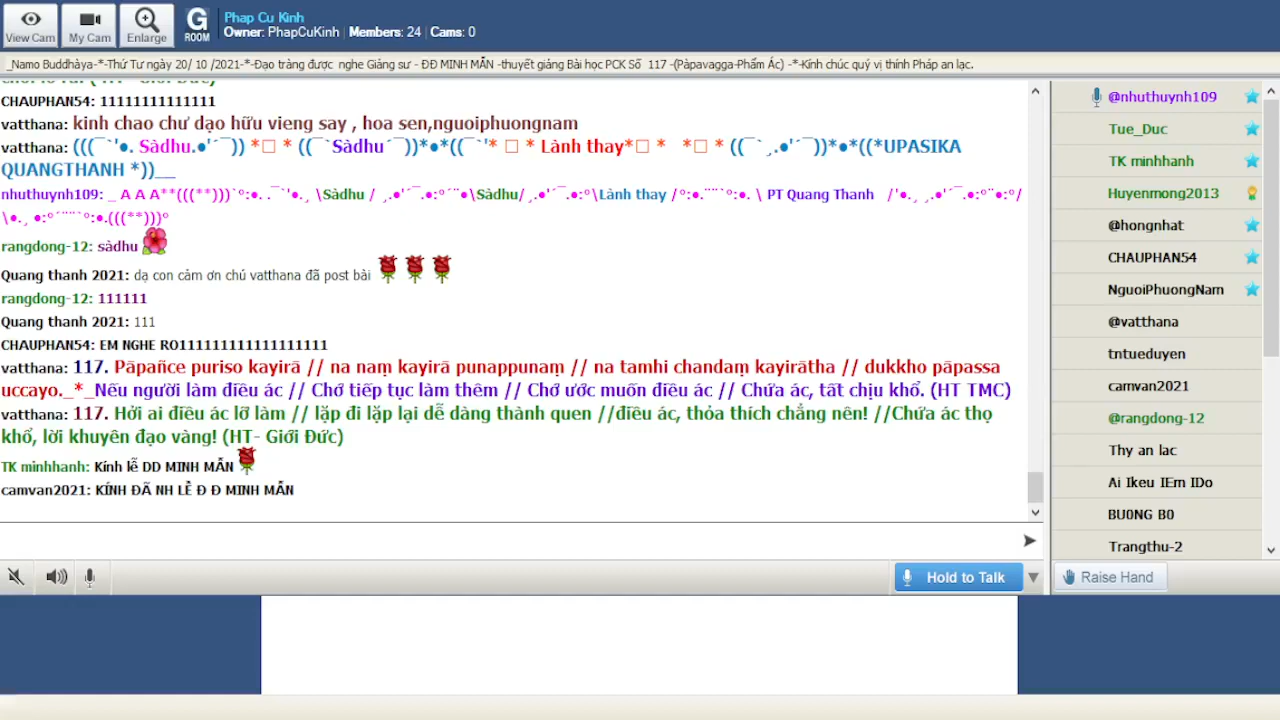 Phap Cu Kinh
Owner: PhapCuKinh | Members: 24 | Cams: 0
View Cam
My Cam
Enlarge
G ROOM
_Namo Buddhàya-*-Thứ Tư ngày 20/ 10 /2021-*-Đạo tràng được nghe Giảng sư - ĐĐ MINH MẪN -thuyết giảng Bài học PCK Số 117 -(Pàpavagga-Phẩm Ác) -*-Kính chúc quý vị thính Pháp an lạc.
CHAUPHAN54: 11111111111111
vatthana: kinh chao chư dạo hữu vieng say , hoa sen,nguoiphuongnam
vatthana: (((¯`'●. Sàdhu.●'´¯)) *□ * ((¯`Sàdhu´¯))*●*((¯`'* □ * Lành thay*□ * *□ * ((¯`¸.●'´¯))*●*((*UPASIKA
QUANGTHANH *))__
nhuthuynh109: _ A A A**(((**)))`º:●. .¯`'●.¸ \Sàdhu / ¸.●'´¯.●:º´¨●\Sàdhu/¸.●'´¯.●:º\Lành thay /º:●.¨¨`º:●. \ PT Quang Thanh /'●.¸ ¸.●'´¯.●:º¨●:º/
\●.¸ ●:º´¨¨`º:●.(((**)))º
rangdong-12: sàdhu
Quang thanh 2021: dạ con cảm ơn chú vatthana đã post bài
rangdong-12: 111111
Quang thanh 2021: 111
CHAUPHAN54: EM NGHE RO111111111111111111
vatthana: 117. Pāpañce puriso kayirā // na naṃ kayirā punappunaṃ // na tamhi chandaṃ kayirātha // dukkho pāpassa
uccayo._*_Nếu người làm điều ác // Chớ tiếp tục làm thêm // Chớ ước muốn điều ác // Chứa ác, tất chịu khổ. (HT TMC)
vatthana: 117. Hởi ai điều ác lỡ làm // lặp đi lặp lại dễ dàng thành quen //điều ác, thỏa thích chẳng nên! //Chứa ác thọ
khổ, lời khuyên đạo vàng! (HT- Giới Đức)
TK minhhanh: Kính lễ DD MINH MẪN
camvan2021: KÍNH ĐÃ NH LỄ Đ Đ MINH MẪN
@nhuthuynh109
Tue_Duc
TK minhhanh
Huyenmong2013
@hongnhat
CHAUPHAN54
NguoiPhuongNam
@vatthana
tntueduyen
camvan2021
@rangdong-12
Thy an lac
Ai Ikeu IEm IDo
BU0NG B0
Trangthu-2
Hold to Talk
Raise Hand